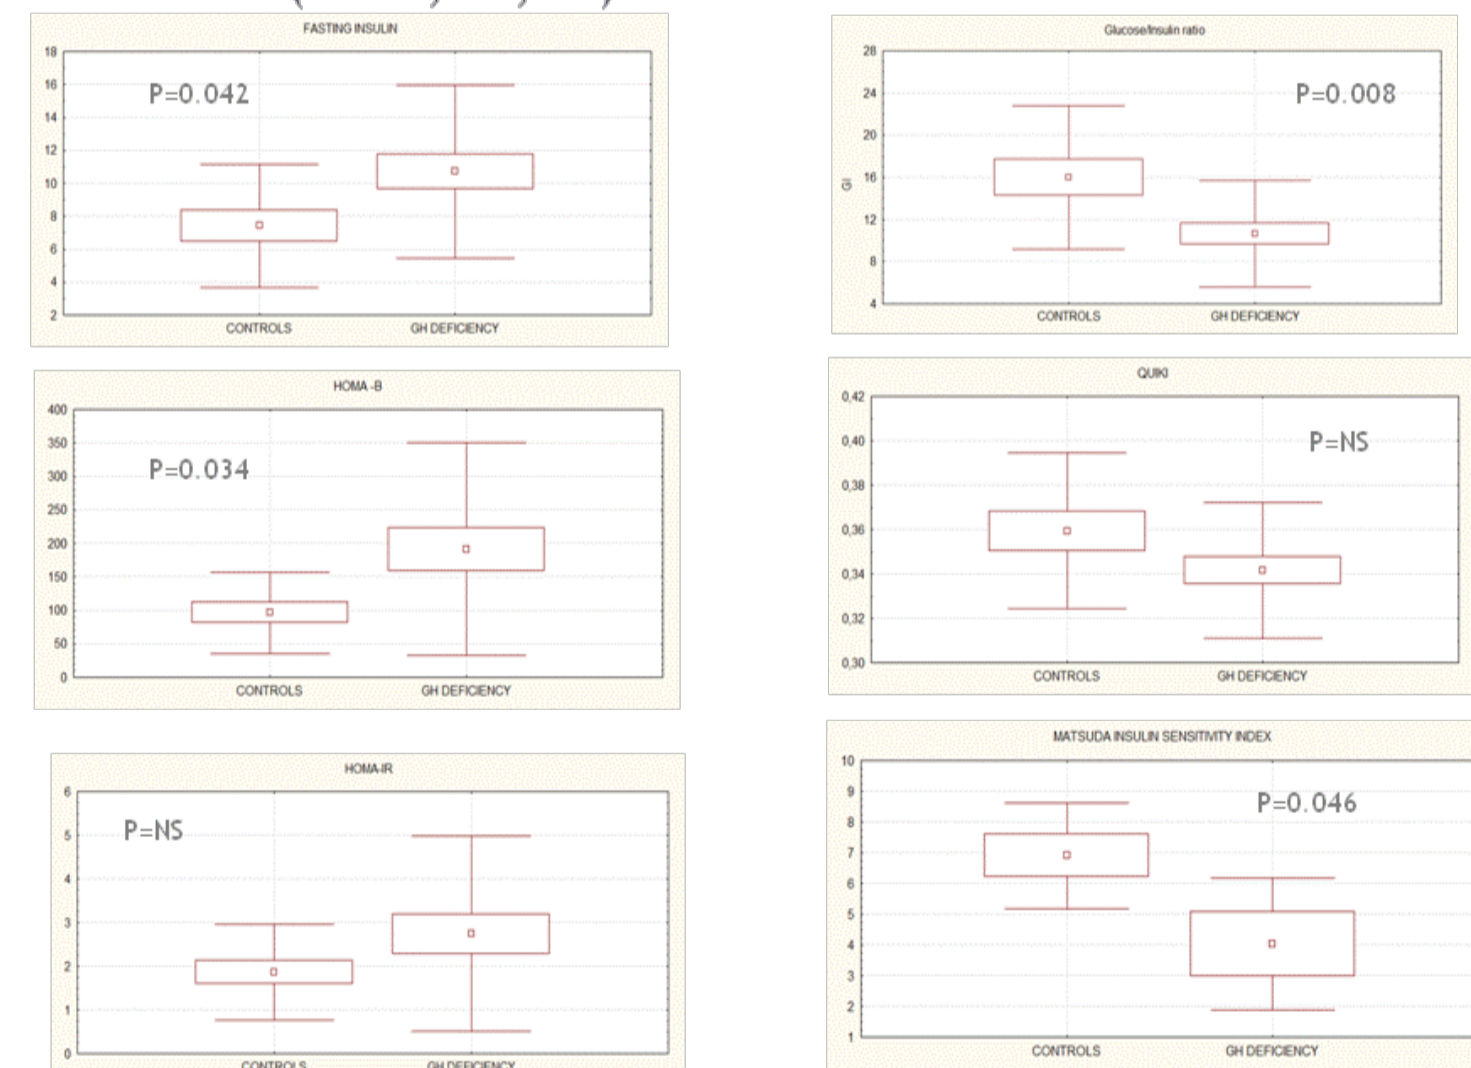 FASTING INSULIN
18
16
14
12
10
8
6
4
2
P=0.042
CONTROLS
GH DEFICIENCY
Glucose/Insulin ratio
28
24
20
16
12
8
4
GI
P=0.008
CONTROLS
GH DEFICIENCY
HOMA -B
400
350
300
250
200
150
100
50
0
P=0.034
CONTROLS
GH DEFICIENCY
QUIKI
0,42
0,40
0,38
0,36
0,34
0,32
0,30
P=NS
CONTROLS
GH DEFICIENCY
HOMA-IR
6
5
4
3
2
1
0
P=NS
CONTROLS
GH DEFICIENCY
MATSUDA INSULIN SENSITIVITY INDEX
10
9
8
7
6
5
4
3
2
1
P=0.046
CONTROLS
GH DEFICIENCY